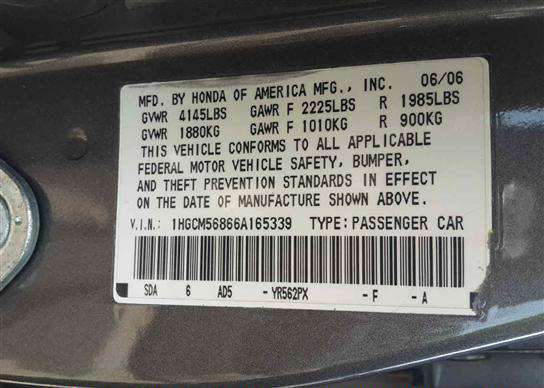 MFD. BY HONDA OF AMERICA MFG., INC. 06/06
GVWR 4145LBS GAWR F 2225LBS R 1985LBS
GVWR 1880KG GAWR F 1010KG R 900KG
THIS VEHICLE CONFORMS TO ALL APPLICABLE
FEDERAL MOTOR VEHICLE SAFETY, BUMPER,
AND THEFT PREVENTION STANDARDS IN EFFECT
ON THE DATE OF MANUFACTURE SHOWN ABOVE.
V.I.N.: 1HGCM56866A165339 TYPE: PASSENGER CAR
SDA 6 AD5 - YR562PX - F - A